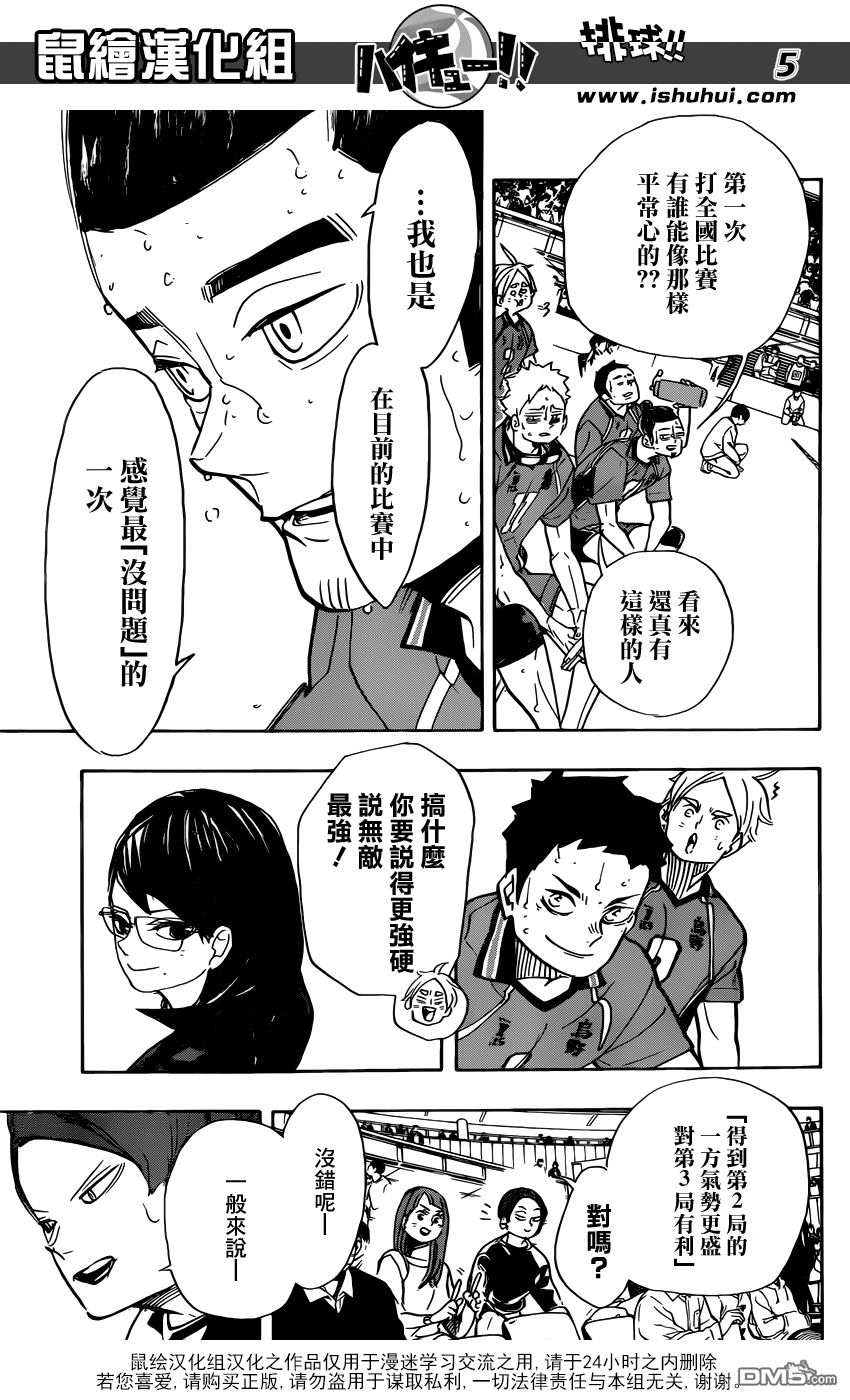 鼠繪漢化組
ハイキュー!!
排球!!
5
www.ishuhui.com
第一次
打全國比賽
有誰能像那樣
平常心的??
看來
還真有
這樣的人
…我也是
在目前的比賽中
感覺最「沒問題」的
一次
搞什麼
你要説得更強硬
説無敵
最強!
烏野
烏野
「得到第2局的
一方氣勢更盛
對第3局有利」
對嗎?
沒錯呢—
一般來說—
鼠绘汉化组汉化之作品仅用于漫迷学习交流之用,请于24小时之内删除
若您喜爱,请购买正版,请勿盗用于谋取私利,一切法律责任与本组无关,谢谢。
DM5.com